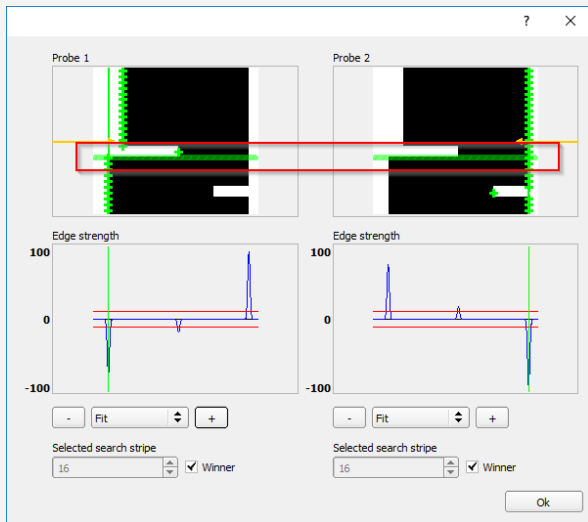 ?
Probe 1 Probe 2
Edge strength Edge strength
100 100
0 0
-100 -100
- Fit + - Fit +
Selected search stripe Selected search stripe
16 Winner 16 Winner
Ok